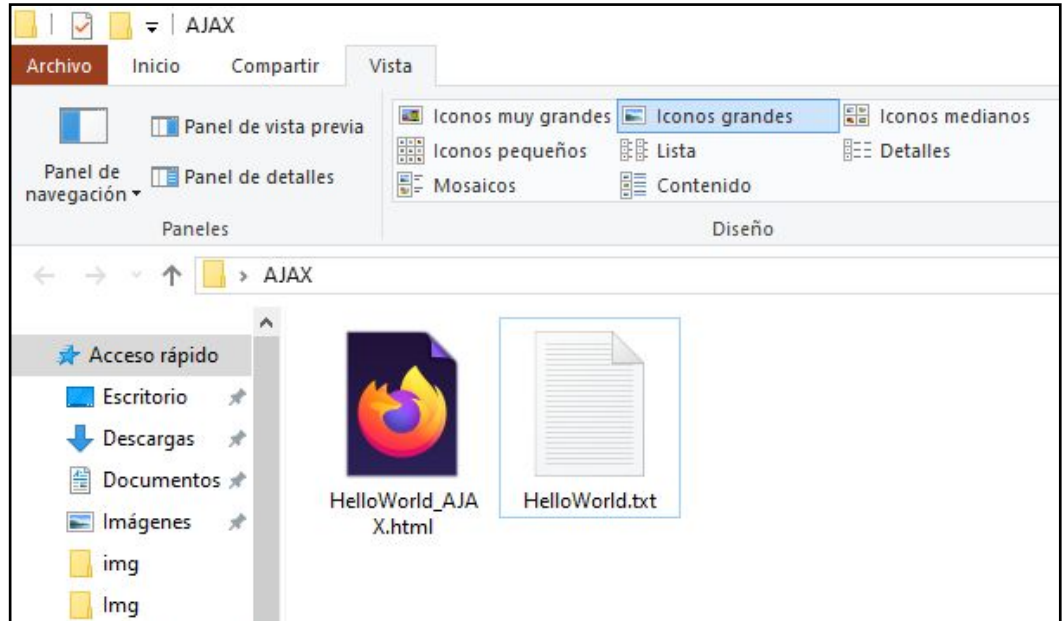 AJAX
Archivo Inicio Compartir Vista
Panel de navegación
Panel de vista previa
Panel de detalles
Paneles
Iconos muy grandes Iconos grandes Iconos medianos
Iconos pequeños Lista Detalles
Mosaicos Contenido
Diseño
AJAX
Acceso rápido
Escritorio
Descargas
Documentos
Imágenes
img
Img
HelloWorld_AJA
X.html
HelloWorld.txt